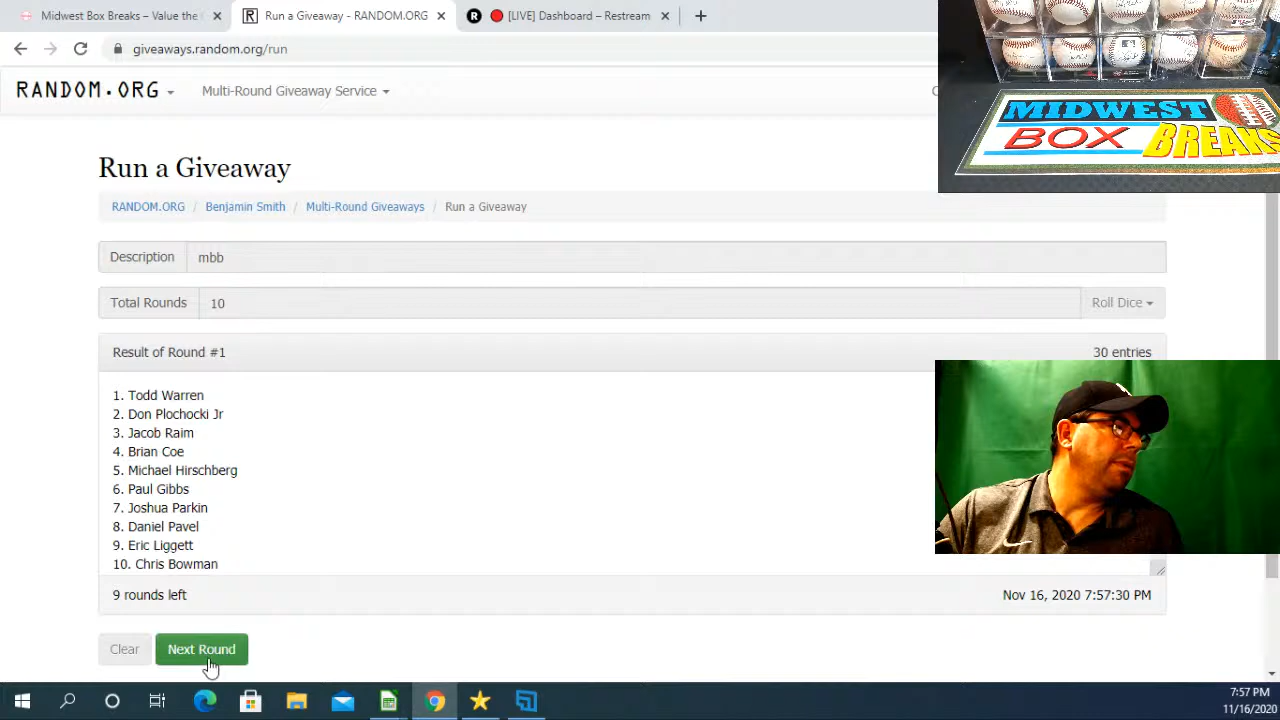 Midwest Box Breaks – Value the
Run a Giveaway - RANDOM.ORG
[LIVE] Dashboard – Restream
giveaways.random.org/run
RANDOM.ORG
Multi-Round Giveaway Service
MIDWEST
BOX BREAKS
Run a Giveaway
RANDOM.ORG / Benjamin Smith / Multi-Round Giveaways / Run a Giveaway
Description mbb
Total Rounds 10 Roll Dice
Result of Round #1 30 entries
1. Todd Warren
2. Don Plochocki Jr
3. Jacob Raim
4. Brian Coe
5. Michael Hirschberg
6. Paul Gibbs
7. Joshua Parkin
8. Daniel Pavel
9. Eric Liggett
10. Chris Bowman
9 rounds left Nov 16, 2020 7:57:30 PM
Clear Next Round
7:57 PM
11/16/2020